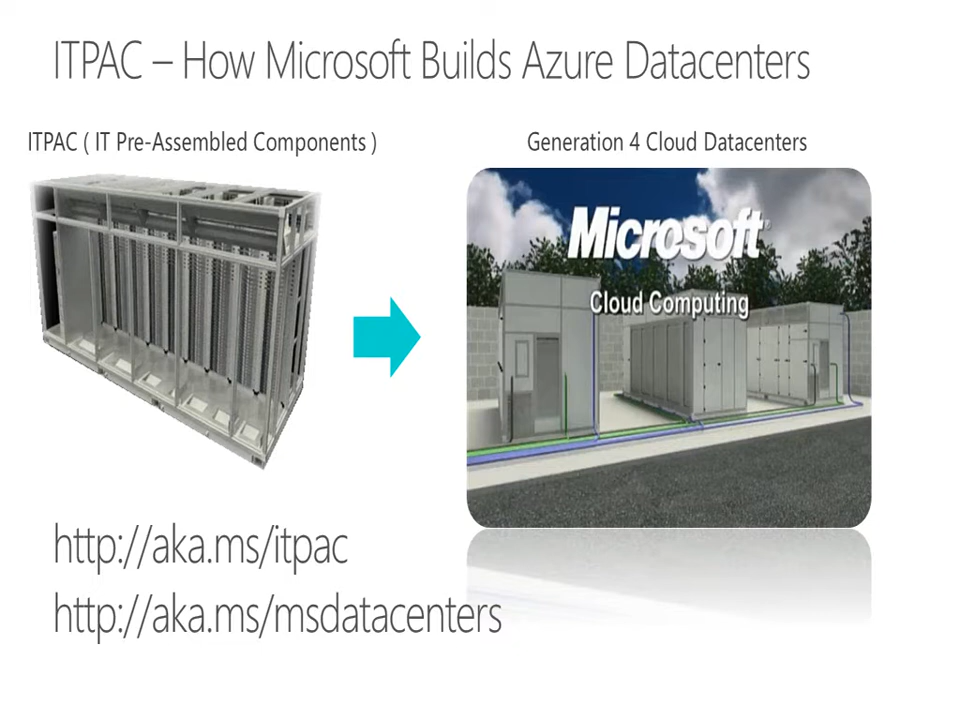 ITPAC – How Microsoft Builds Azure Datacenters
ITPAC ( IT Pre-Assembled Components )
Generation 4 Cloud Datacenters
Microsoft®
Cloud Computing
http://aka.ms/itpac
http://aka.ms/msdatacenters